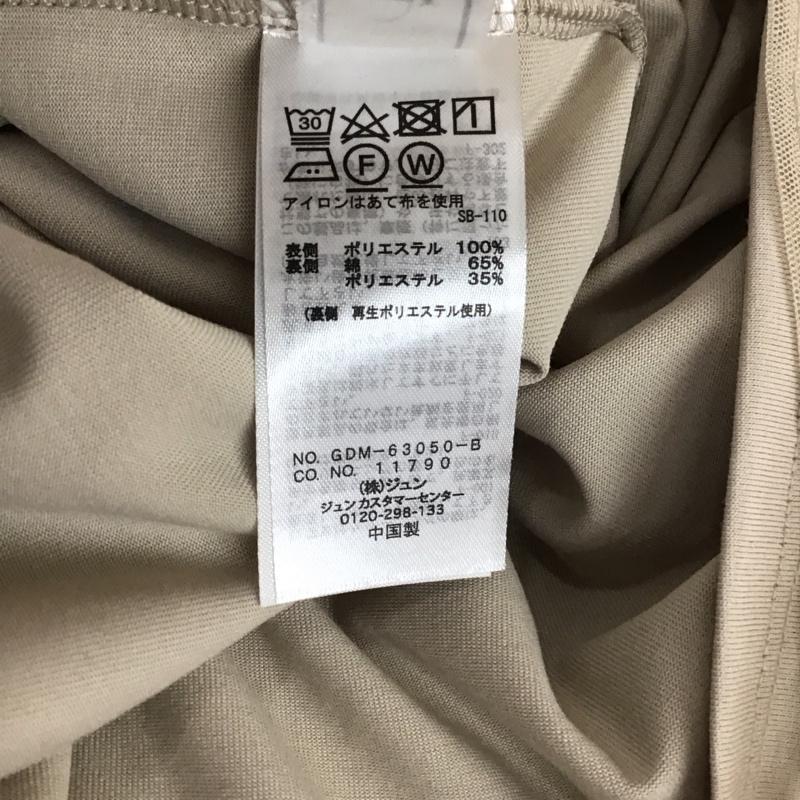 30
F W
アイロンはあて布を使用
SB-110
表側 ポリエステル 100%
裏側 綿 65%
ポリエステル 35%
(裏側 再生ポリエステル使用)
NO. GDM-63050-B
CO. NO. 11790
(株)ジュン
ジュンカスタマーセンター
0120-298-133
中国製